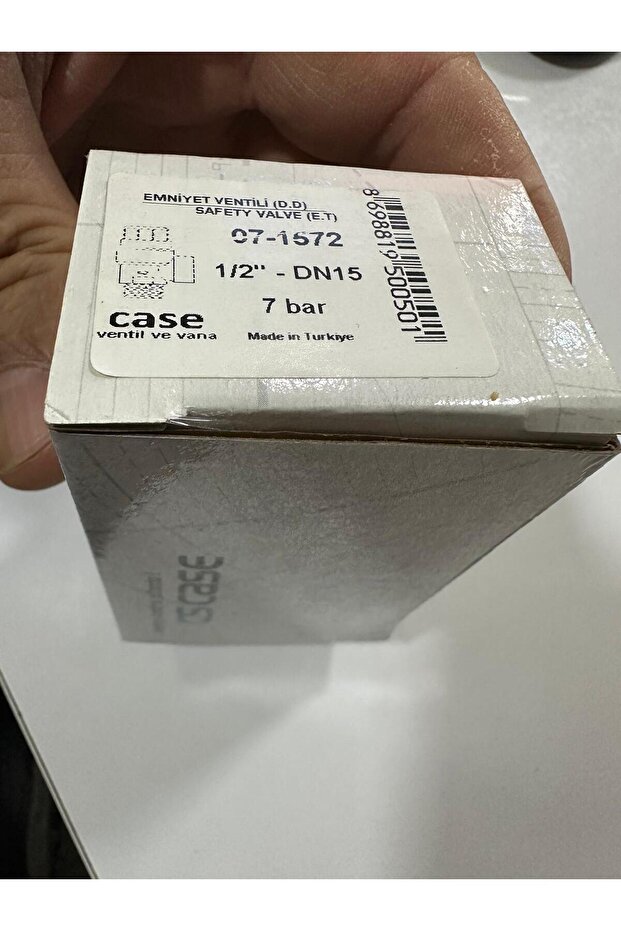 EMNİYET VENTİLİ (D.D)
SAFETY VALVE (E.T)
07-1572
1/2" - DN15
7 bar
case
ventil ve vana
Made in Turkiye
8698819500501
case